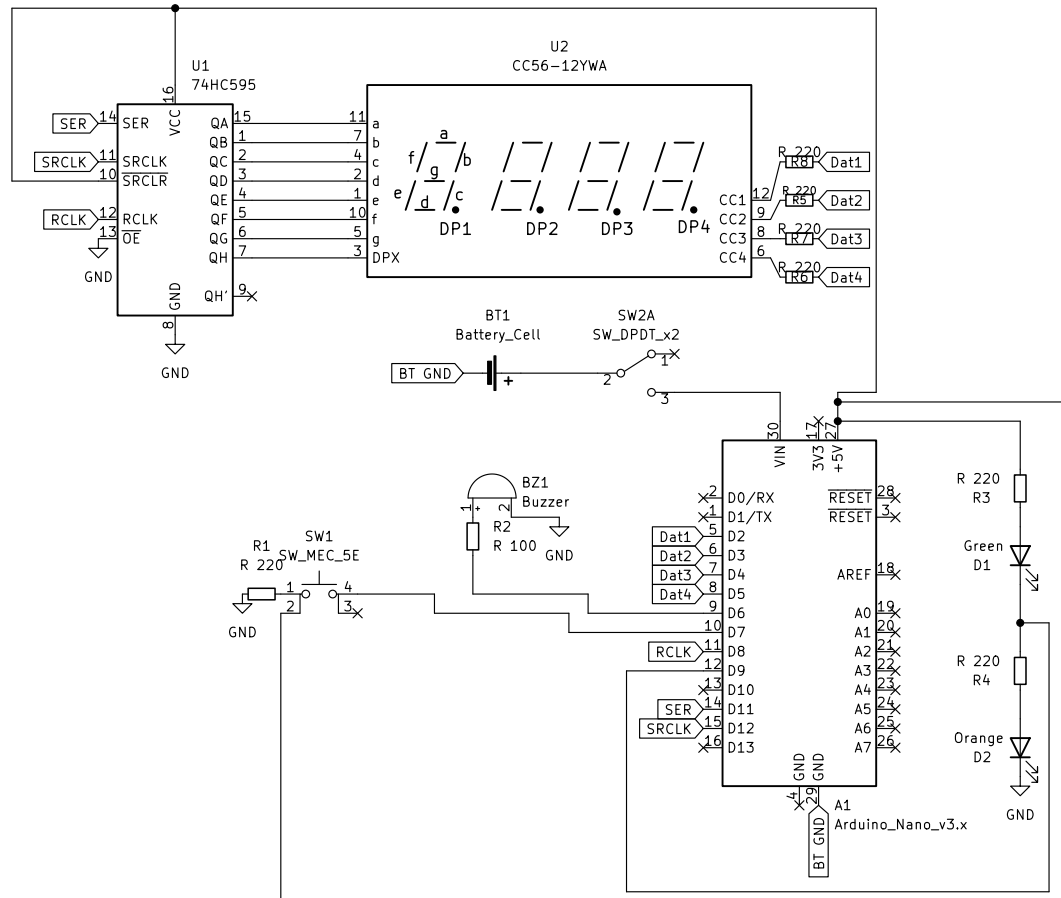 U1
74HC595
16
VCC
SER
14
SER
SRCLK
11
SRCLK
10
SRCLR
RCLK
12
RCLK
13
OE
GND
QA
15
QB
1
QC
2
QD
3
QE
4
QF
5
QG
6
QH
7
QH'
9
GND
8
GND
U2
CC56-12YWA
11
a
7
b
4
c
2
d
1
e
10
f
5
g
3
DPX
a
f
b
g
e
c
d
DP1
DP2
DP3
DP4
CC1
12
CC2
9
CC3
8
CC4
6
R 220
R8
Dat1
R 220
R5
Dat2
R 220
R7
Dat3
R 220
R6
Dat4
BT1
Battery_Cell
BT GND
+
SW2A
SW_DPDT_x2
1
2
3
30
VIN
17
3V3
27
+5V
2
D0/RX
1
D1/TX
Dat1
5
D2
Dat2
6
D3
Dat3
7
D4
Dat4
8
D5
9
D6
10
D7
RCLK
11
D8
12
D9
13
D10
SER
14
D11
SRCLK
15
D12
16
D13
RESET
28
RESET
3
AREF
18
A0
19
A1
20
A2
21
A3
22
A4
23
A5
24
A6
25
A7
26
GND
4
GND
29
BT GND
A1
Arduino_Nano_v3.x
BZ1
Buzzer
1
+
2
R2
R 100
GND
SW1
SW_MEC_5E
R1
R 220
1
2
4
3
GND
R 220
R3
Green
D1
R 220
R4
Orange
D2
GND